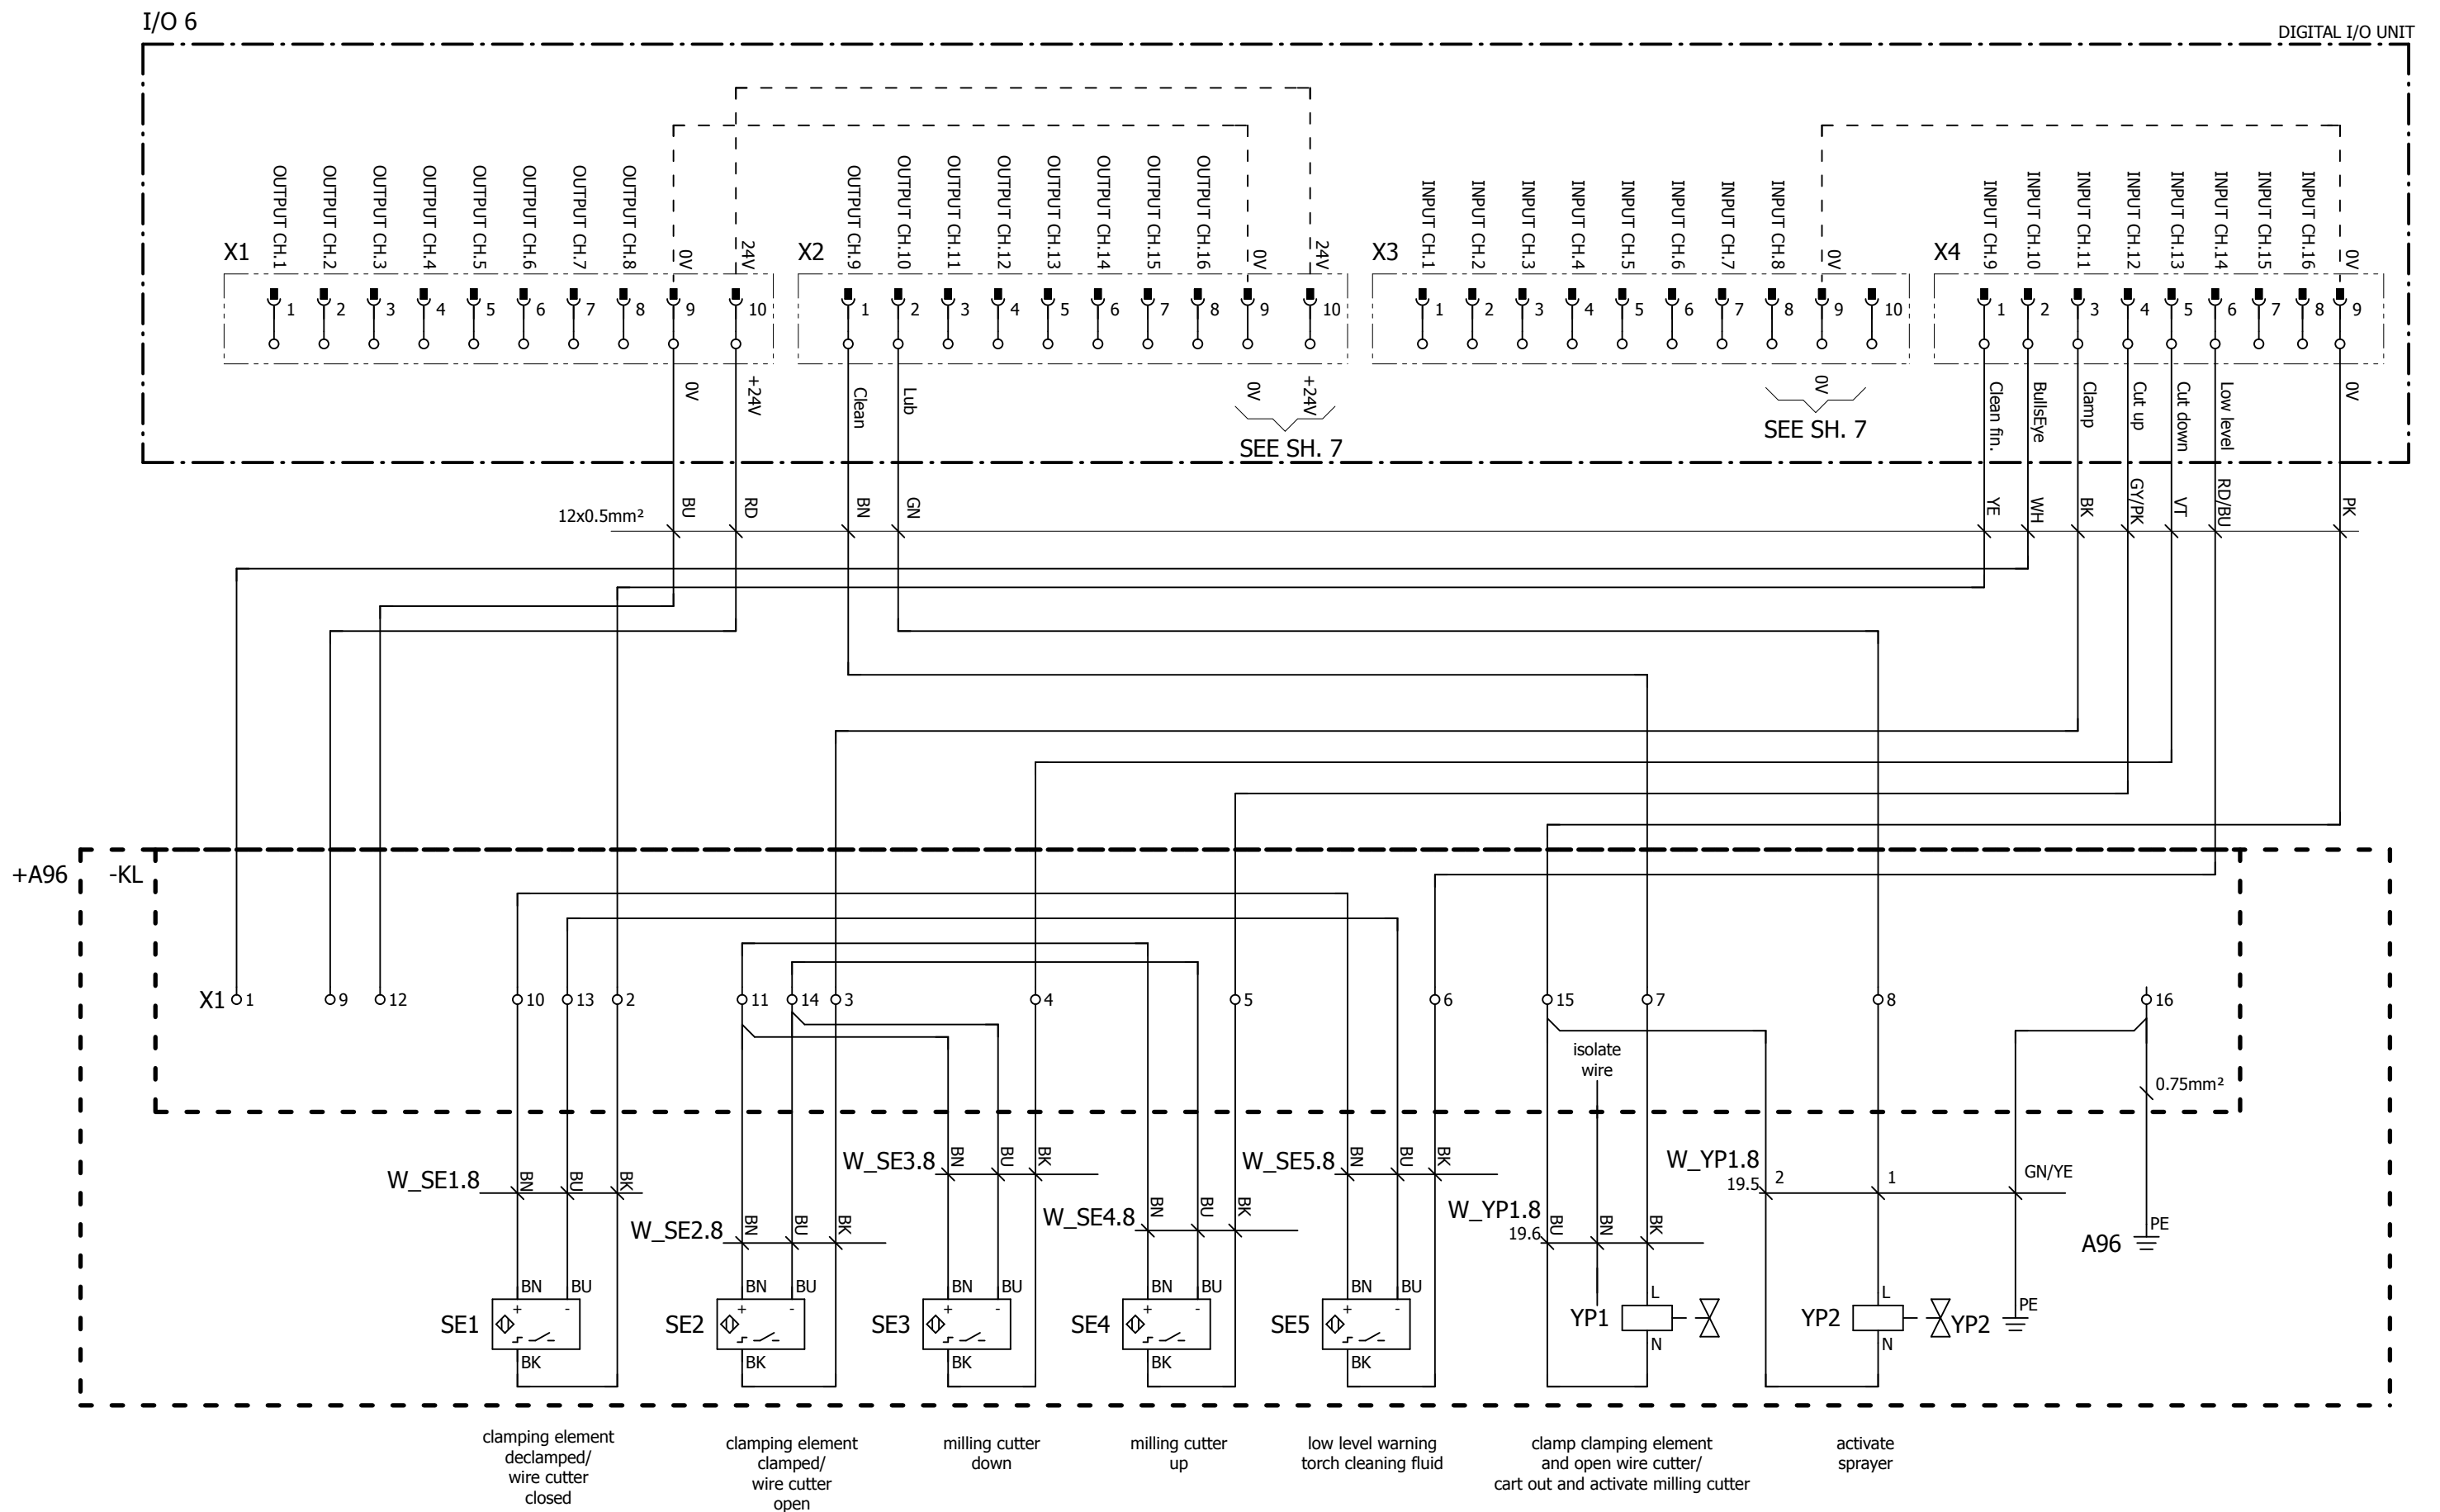 I/O 6
DIGITAL I/O UNIT
X1
OUTPUT CH.1
OUTPUT CH.2
OUTPUT CH.3
OUTPUT CH.4
OUTPUT CH.5
OUTPUT CH.6
OUTPUT CH.7
OUTPUT CH.8
0V
24V
X2
OUTPUT CH.9
OUTPUT CH.10
OUTPUT CH.11
OUTPUT CH.12
OUTPUT CH.13
OUTPUT CH.14
OUTPUT CH.15
OUTPUT CH.16
0V
24V
X3
INPUT CH.1
INPUT CH.2
INPUT CH.3
INPUT CH.4
INPUT CH.5
INPUT CH.6
INPUT CH.7
INPUT CH.8
0V
X4
INPUT CH.9
INPUT CH.10
INPUT CH.11
INPUT CH.12
INPUT CH.13
INPUT CH.14
INPUT CH.15
INPUT CH.16
0V
1 2 3 4 5 6 7 8 9 10
1 2 3 4 5 6 7 8 9 10
1 2 3 4 5 6 7 8 9 10
1 2 3 4 5 6 7 8 9
0V
+24V
Clean
Lub
0V
+24V
SEE SH. 7
0V
SEE SH. 7
Clean fin.
BullsEye
Clamp
Cut up
Cut down
Low level
0V
12x0.5mm²
BU
RD
BN
GN
YE
WH
BK
GY/PK
VT
RD/BU
PK
+A96
-KL
X1
1 9 12 10 13 2 11 14 3 4 5 6 15 7 8 16
isolate
wire
0.75mm²
W_SE1.8
BN
BU
BK
W_SE2.8
BN
BU
BK
W_SE3.8
BN
BU
BK
W_SE4.8
BN
BU
BK
W_SE5.8
BN
BU
BK
W_YP1.8
19.6
BU
BN
BK
W_YP1.8
19.5
2
1
GN/YE
A96
PE
SE1
BN
BU
+ -
BK
SE2
BN
BU
+ -
BK
SE3
BN
BU
+ -
BK
SE4
BN
BU
+ -
BK
SE5
BN
BU
+ -
BK
YP1
L
N
YP2
L
N
YP2
PE
clamping element
declamped/
wire cutter
closed
clamping element
clamped/
wire cutter
open
milling cutter
down
milling cutter
up
low level warning
torch cleaning fluid
clamp clamping element
and open wire cutter/
cart out and activate milling cutter
activate
sprayer